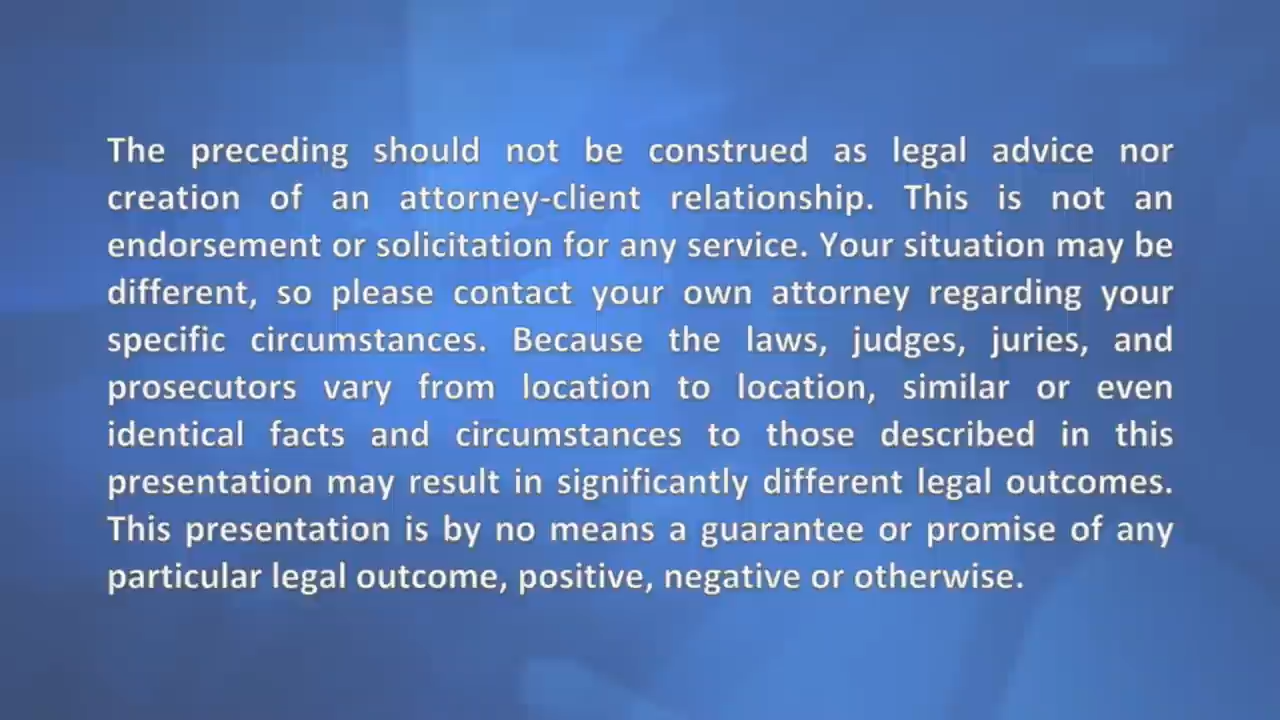 The preceding should not be construed as legal advice nor
creation of an attorney-client relationship. This is not an
endorsement or solicitation for any service. Your situation may be
different, so please contact your own attorney regarding your
specific circumstances. Because the laws, judges, juries, and
prosecutors vary from location to location, similar or even
identical facts and circumstances to those described in this
presentation may result in significantly different legal outcomes.
This presentation is by no means a guarantee or promise of any
particular legal outcome, positive, negative or otherwise.